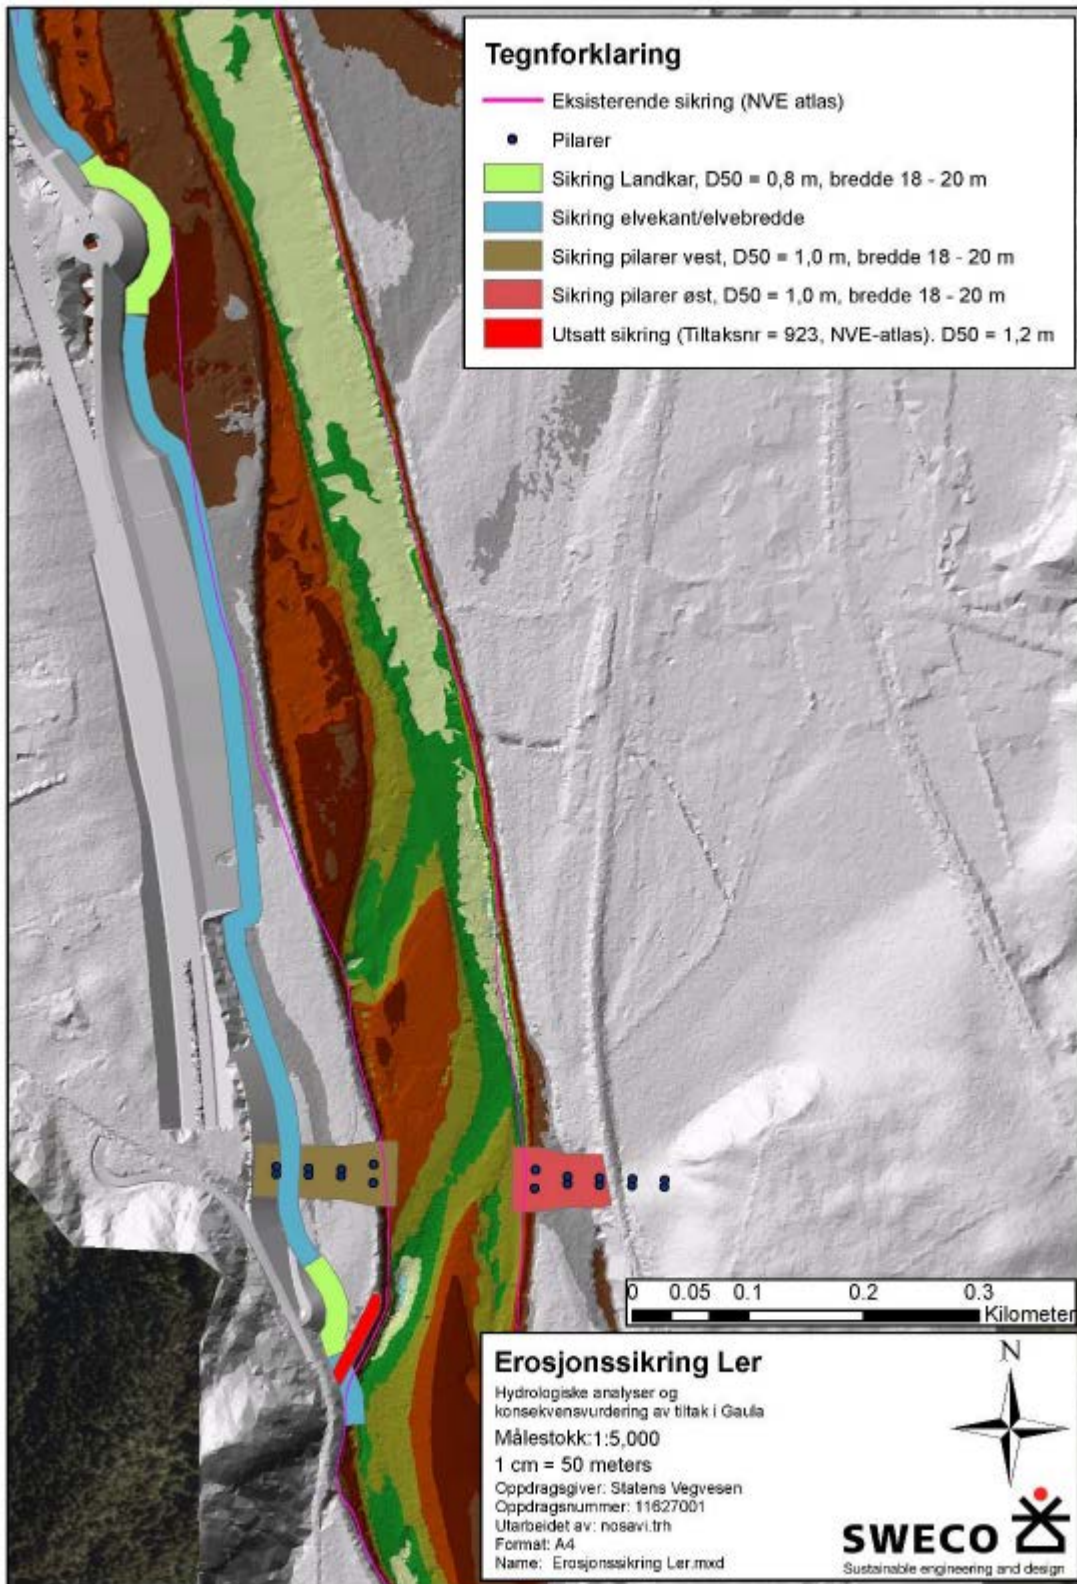 Tegnforklaring
Eksisterende sikring (NVE atlas)
Pilarer
Sikring Landkar, D50 = 0,8 m, bredde 18 - 20 m
Sikring elvekant/elvebredde
Sikring pilarer vest, D50 = 1,0 m, bredde 18 - 20 m
Sikring pilarer øst, D50 = 1,0 m, bredde 18 - 20 m
Utsatt sikring (Tiltaksnr = 923, NVE-atlas). D50 = 1,2 m
0 0.05 0.1 0.2 0.3
Kilometer
Erosjonssikring Ler
Hydrologiske analyser og
konsekvensvurdering av tiltak i Gaula
Målestokk:1:5,000
1 cm = 50 meters
Oppdragsgiver: Statens Vegvesen
Oppdragsnummer: 11627001
Utarbeidet av: nosavi.trh
Format: A4
Name: Erosjonssikring Ler.mxd
N
SWECO
Sustainable engineering and design